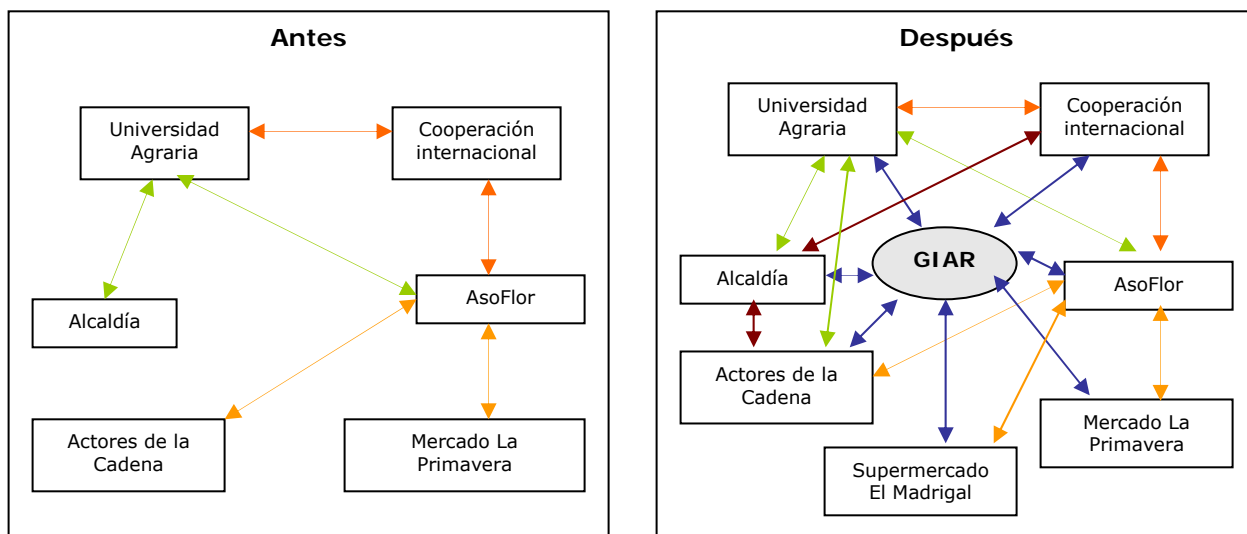 Antes
Universidad
Agraria
Cooperación
internacional
AsoFlor
Alcaldía
Actores de la
Cadena
Mercado La
Primavera
Después
Universidad
Agraria
Cooperación
internacional
GIAR
Alcaldía
AsoFlor
Actores de la
Cadena
Mercado La
Primavera
Supermercado
El Madrigal